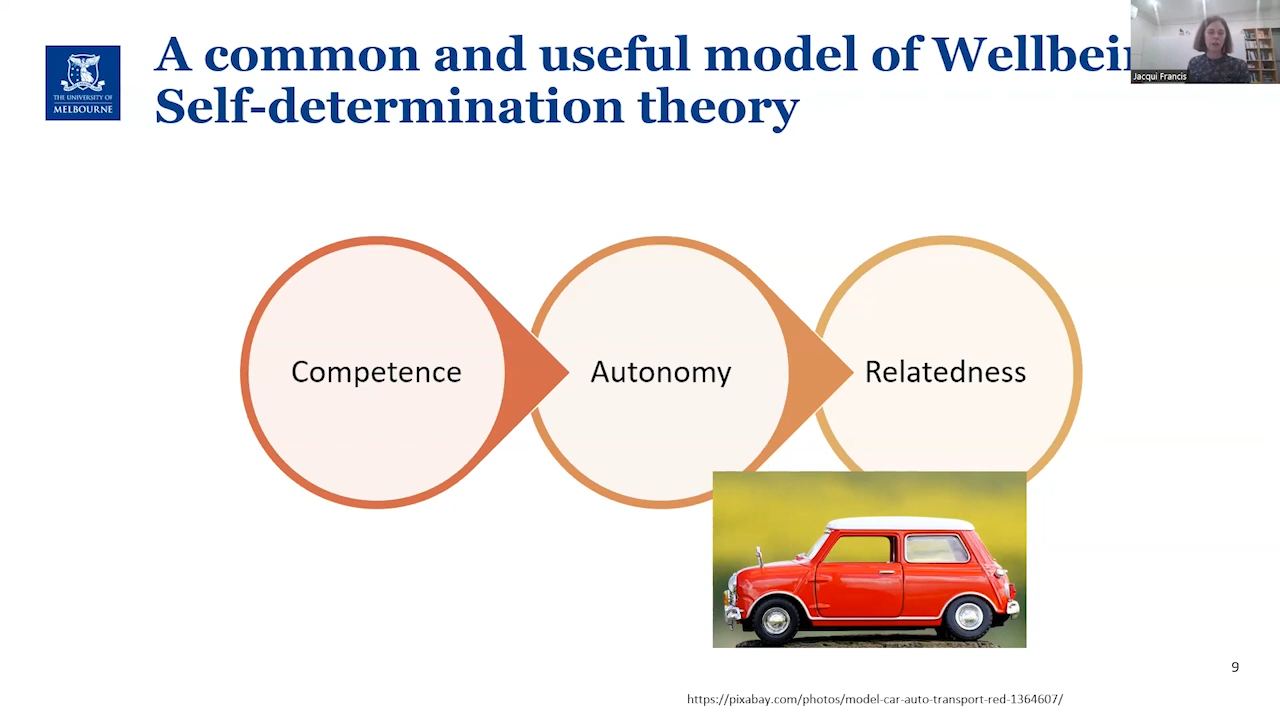 A common and useful model of Wellbei
Self-determination theory
THE UNIVERSITY OF
MELBOURNE
Jacqui Francis
Competence
Autonomy
Relatedness
9
https://pixabay.com/photos/model-car-auto-transport-red-1364607/